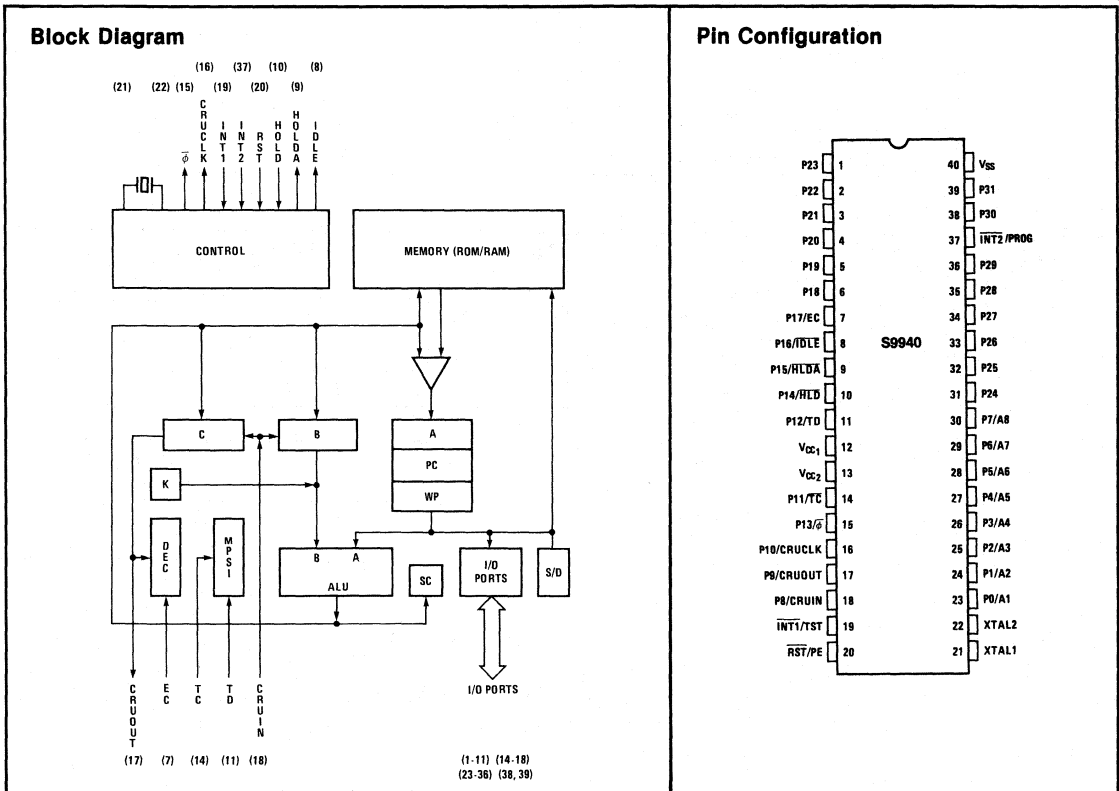 Block Diagram
(16) (37) (10) (8)
(21) (22) (15) (19) (20) (9)
φ̅
CRUCLK
INT1
INT2
RST
HOLD
HOLDA
IDLE
CONTROL
MEMORY (ROM/RAM)
C
B
A
PC
WP
K
DEC
MPSI
B A
ALU
SC
I/O
PORTS
S/D
CRUOUT
EC
TC
TD
CRUIN
I/O PORTS
(17) (7) (14) (11) (18)
(1-11) (14-18)
(23-36) (38, 39)
Pin Configuration
S9940
P23 1
P22 2
P21 3
P20 4
P19 5
P18 6
P17/EC 7
P16/I̅D̅L̅E̅ 8
P15/H̅L̅D̅A̅ 9
P14/H̅L̅D̅ 10
P12/TD 11
VCC1 12
VCC2 13
P11/T̅C̅ 14
P13/φ̅ 15
P10/CRUCLK 16
P9/CRUOUT 17
P8/CRUIN 18
I̅N̅T̅1̅/TST 19
R̅S̅T̅/PE 20
40 VSS
39 P31
38 P30
37 I̅N̅T̅2̅/PROG
36 P29
35 P28
34 P27
33 P26
32 P25
31 P24
30 P7/A8
29 P6/A7
28 P5/A6
27 P4/A5
26 P3/A4
25 P2/A3
24 P1/A2
23 P0/A1
22 XTAL2
21 XTAL1